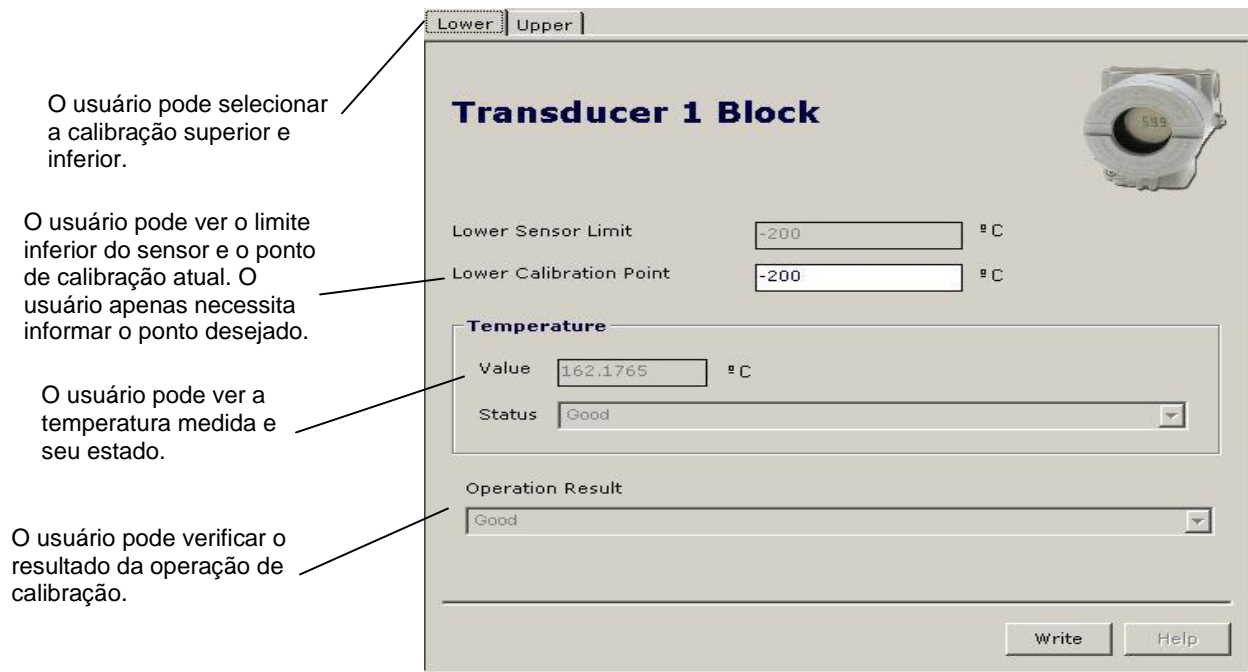 Lower Upper
O usuário pode selecionar
a calibração superior e
inferior.
Transducer 1 Block
599
O usuário pode ver o limite
inferior do sensor e o ponto
de calibração atual. O
usuário apenas necessita
informar o ponto desejado.
Lower Sensor Limit -200 ºC
Lower Calibration Point -200 ºC
Temperature
Value 162.1765 ºC
Status Good
O usuário pode ver a
temperatura medida e
seu estado.
Operation Result
Good
O usuário pode verificar o
resultado da operação de
calibração.
Write Help